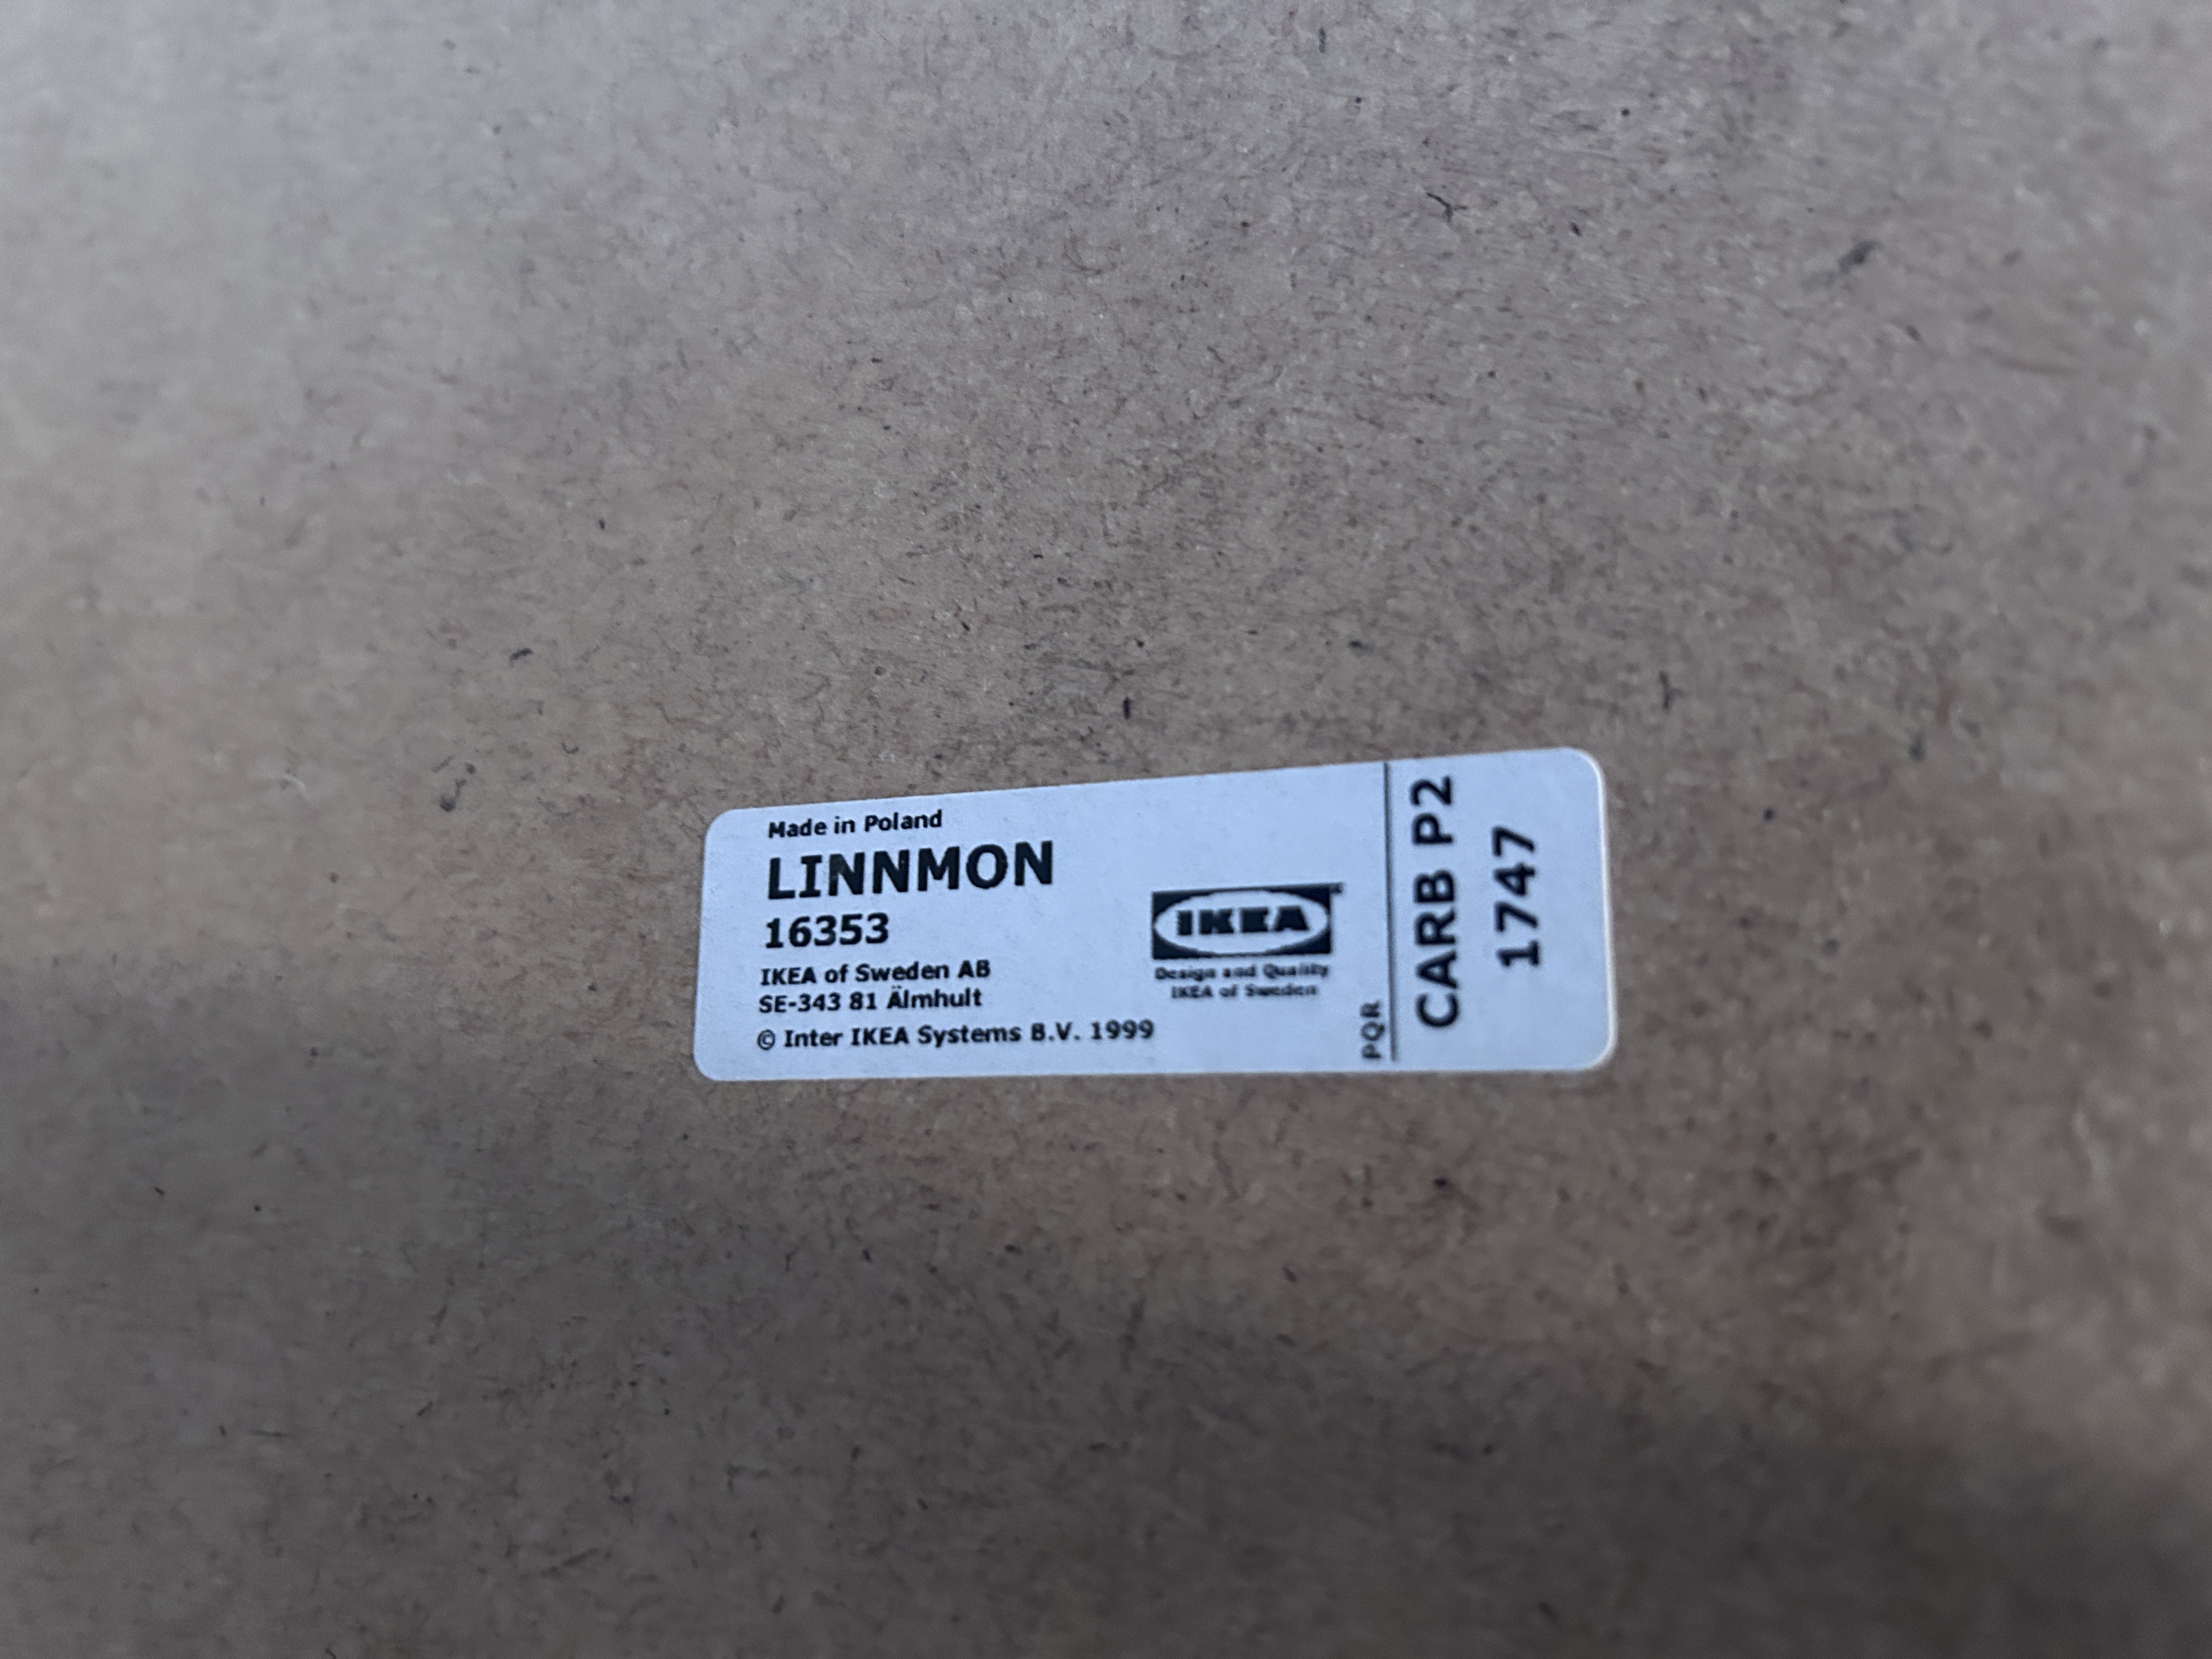 Made in Poland
LINNMON
16353
IKEA of Sweden AB
SE-343 81 Älmhult
© Inter IKEA Systems B.V. 1999
IKEA
Design and Quality
IKEA of Sweden
PQR
CARB P2
1747